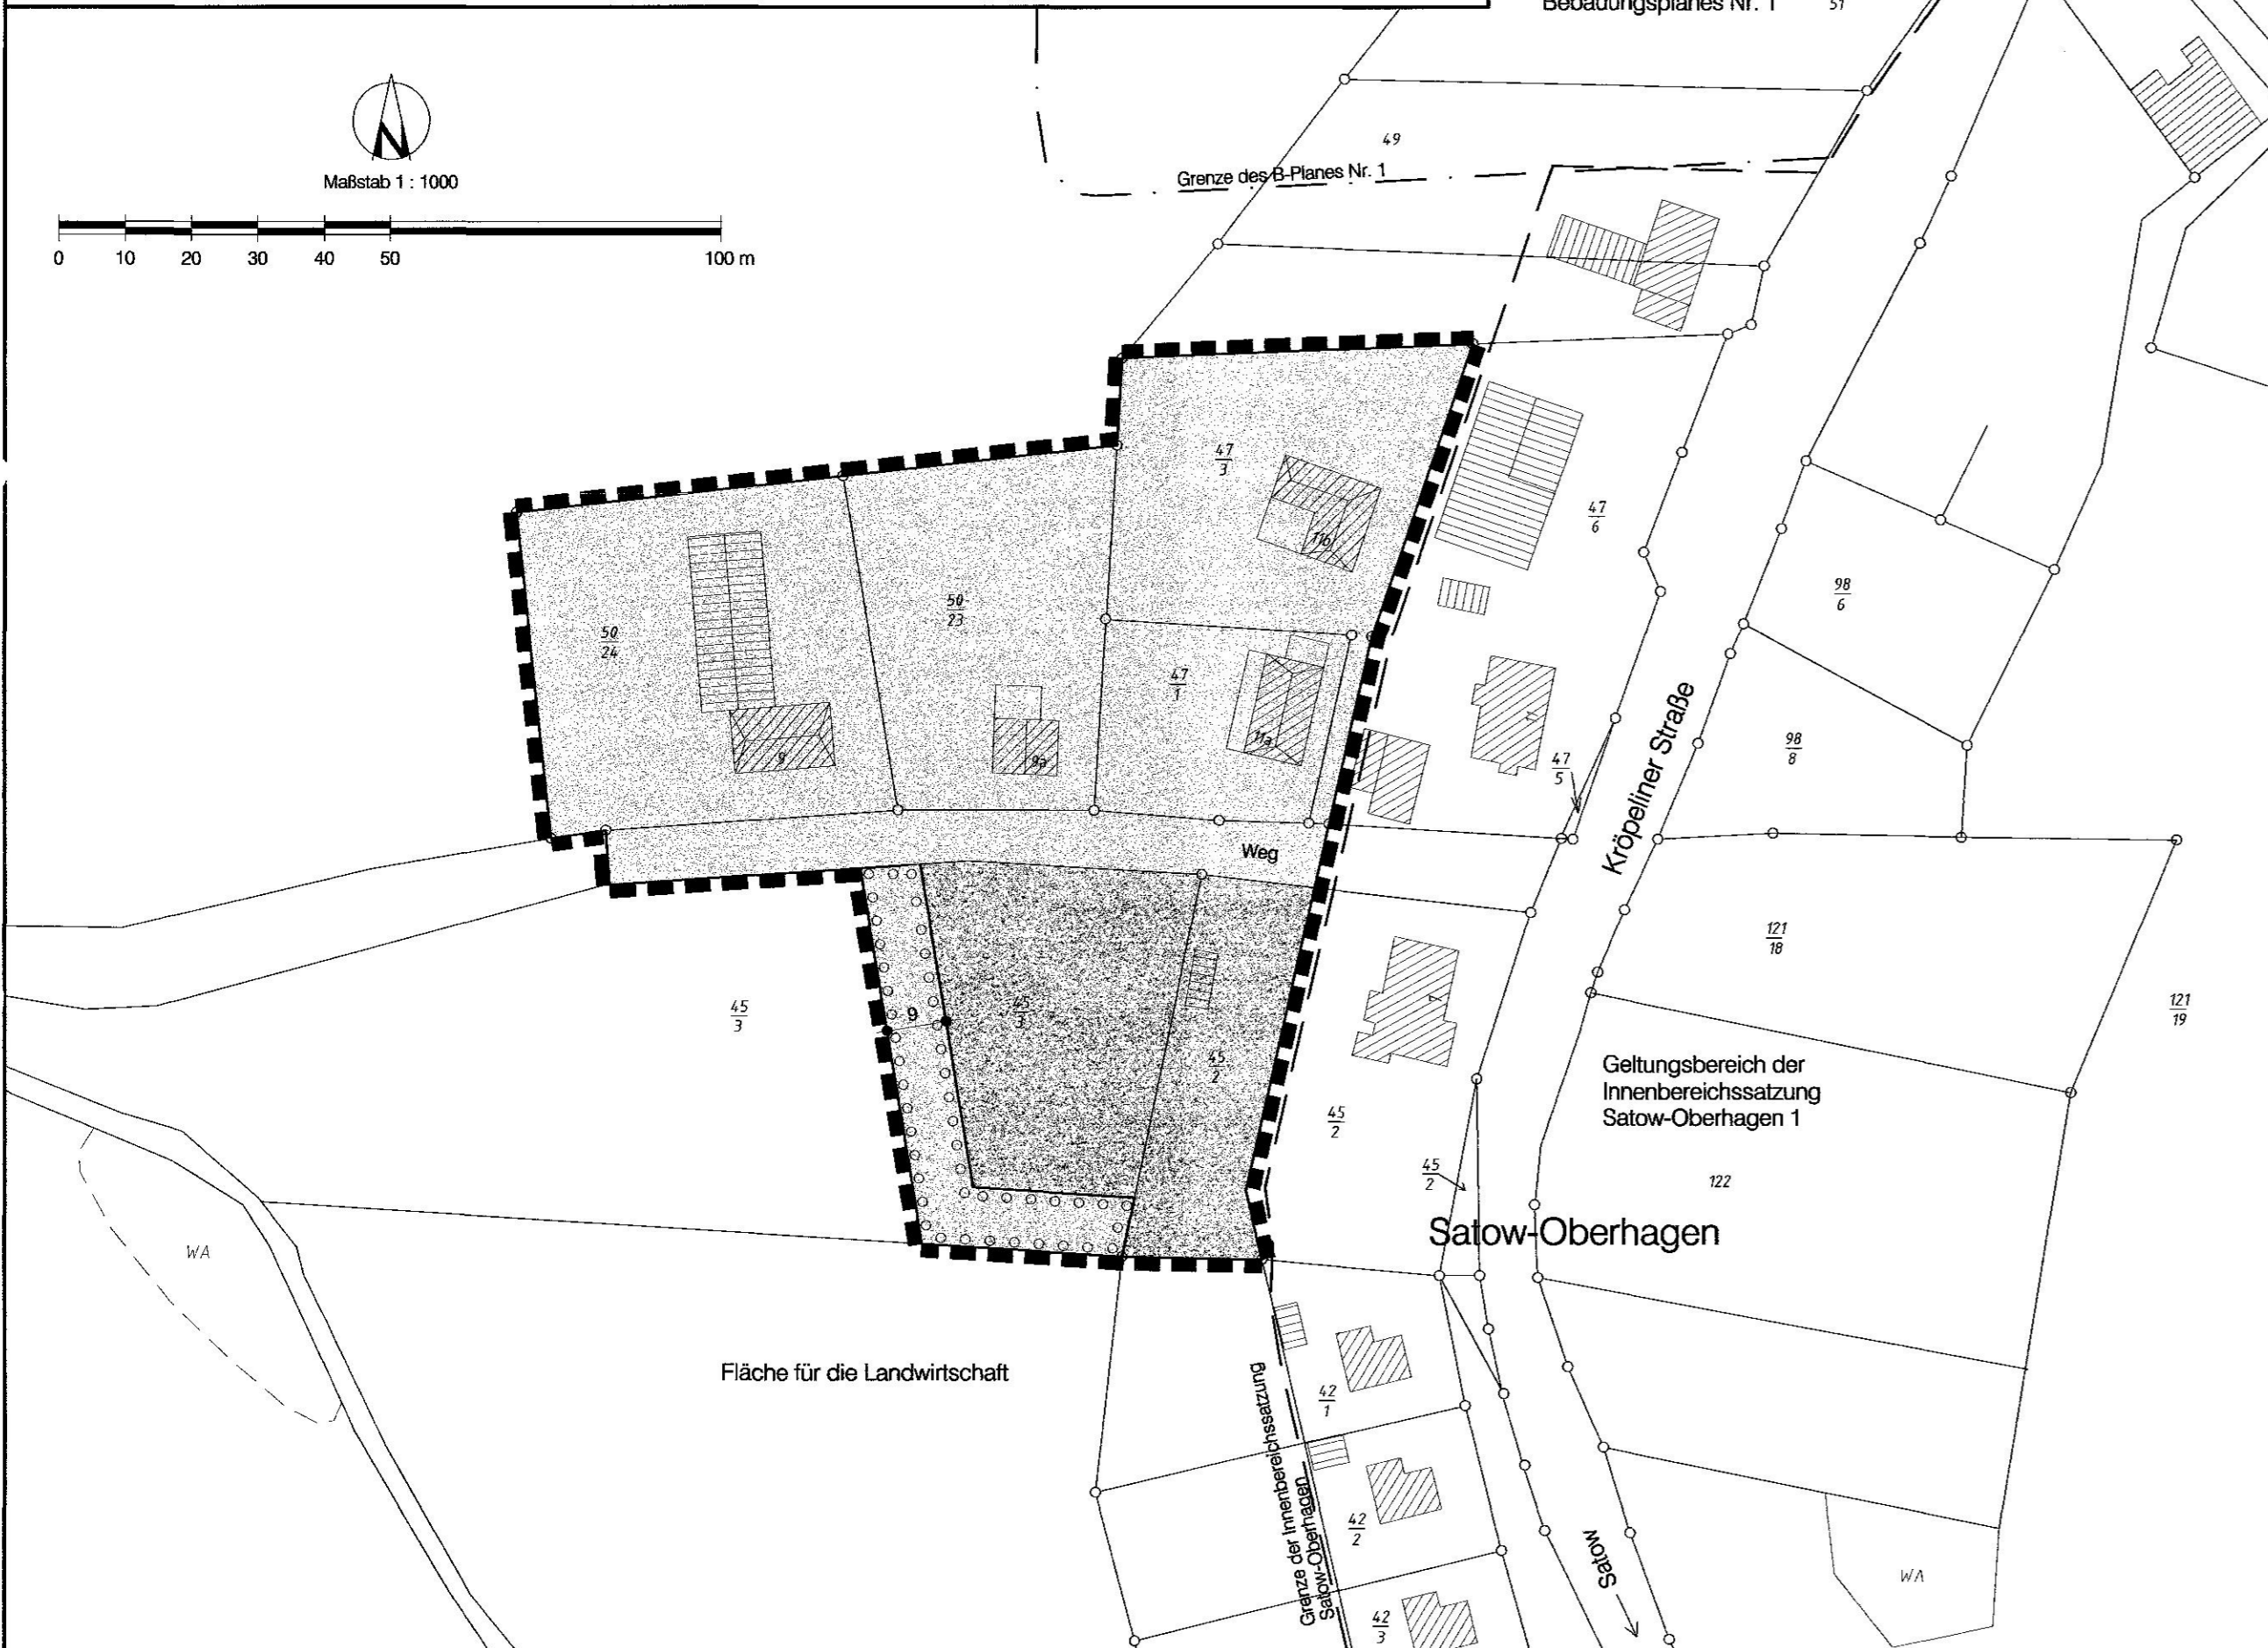 Bebauungsplanes Nr. 1
51
N
Maßstab 1 : 1000
0 10 20 30 40 50 100 m
49
Grenze des B-Planes Nr. 1
47
3
11b
47
6
50
24
50
23
98
6
47
1
9
9a
11a
47
5
Kröpeliner Straße
98
8
Weg
45
3
9
45
3
45
2
121
18
121
19
Geltungsbereich der
Innenbereichssatzung
Satow-Oberhagen 1
45
2
45
2
122
Satow-Oberhagen
WA
Fläche für die Landwirtschaft
Grenze der Innenbereichssatzung
Satow-Oberhagen
42
1
42
2
42
3
Satow
WA